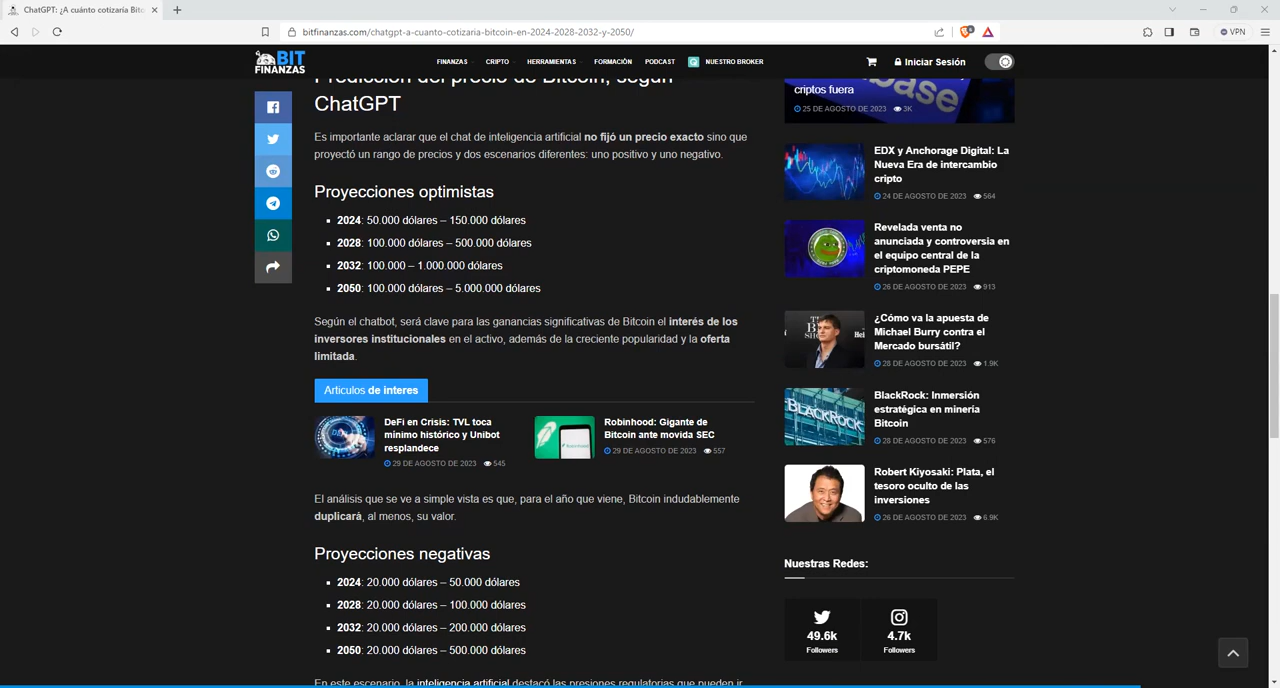 ChatGPT: ¿A cuánto cotizaría Bitc
bitfinanzas.com/chatgpt-a-cuanto-cotizaria-bitcoin-en-2024-2028-2032-y-2050/
VPN
BIT
FINANZAS
FINANZAS
CRIPTO
HERRAMIENTAS
FORMACIÓN
PODCAST
NUESTRO BROKER
Iniciar Sesión
Predicción del precio de Bitcoin, según
ChatGPT
Es importante aclarar que el chat de inteligencia artificial no fijó un precio exacto sino que
proyectó un rango de precios y dos escenarios diferentes: uno positivo y uno negativo.
Proyecciones optimistas
2024: 50.000 dólares – 150.000 dólares
2028: 100.000 dólares – 500.000 dólares
2032: 100.000 – 1.000.000 dólares
2050: 100.000 dólares – 5.000.000 dólares
Según el chatbot, será clave para las ganancias significativas de Bitcoin el interés de los
inversores institucionales en el activo, además de la creciente popularidad y la oferta
limitada.
Articulos de interes
DeFi en Crisis: TVL toca
mínimo histórico y Unibot
resplandece
29 DE AGOSTO DE 2023 545
Robinhood: Gigante de
Bitcoin ante movida SEC
29 DE AGOSTO DE 2023 557
El análisis que se ve a simple vista es que, para el año que viene, Bitcoin indudablemente
duplicará, al menos, su valor.
Proyecciones negativas
2024: 20.000 dólares – 50.000 dólares
2028: 20.000 dólares – 100.000 dólares
2032: 20.000 dólares – 200.000 dólares
2050: 20.000 dólares – 500.000 dólares
En este escenario, la inteligencia artificial destacó las presiones regulatorias que pueden ir
criptos fuera
25 DE AGOSTO DE 2023 3K
EDX y Anchorage Digital: La
Nueva Era de intercambio
cripto
24 DE AGOSTO DE 2023 564
Revelada venta no
anunciada y controversia en
el equipo central de la
criptomoneda PEPE
26 DE AGOSTO DE 2023 913
¿Cómo va la apuesta de
Michael Burry contra el
Mercado bursátil?
28 DE AGOSTO DE 2023 1.9K
BLACKROCK
BlackRock: Inmersión
estratégica en minería
Bitcoin
28 DE AGOSTO DE 2023 576
Robert Kiyosaki: Plata, el
tesoro oculto de las
inversiones
26 DE AGOSTO DE 2023 6.9K
Nuestras Redes:
49.6k
Followers
4.7k
Followers